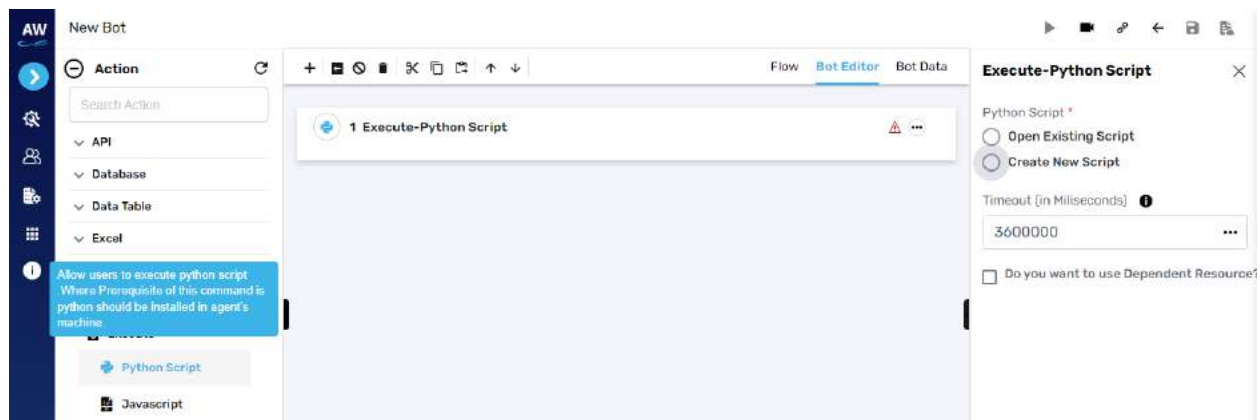 AW
New Bot
Action
Search Action
API
Database
Data Table
Excel
Allow users to execute python script
Where Prerequisite of this command is
python should be installed in agent's
machine.
Python Script
Javascript
Flow
Bot Editor
Bot Data
1 Execute-Python Script
Execute-Python Script
Python Script *
Open Existing Script
Create New Script
Timeout (in Miliseconds)
3600000
Do you want to use Dependent Resource?